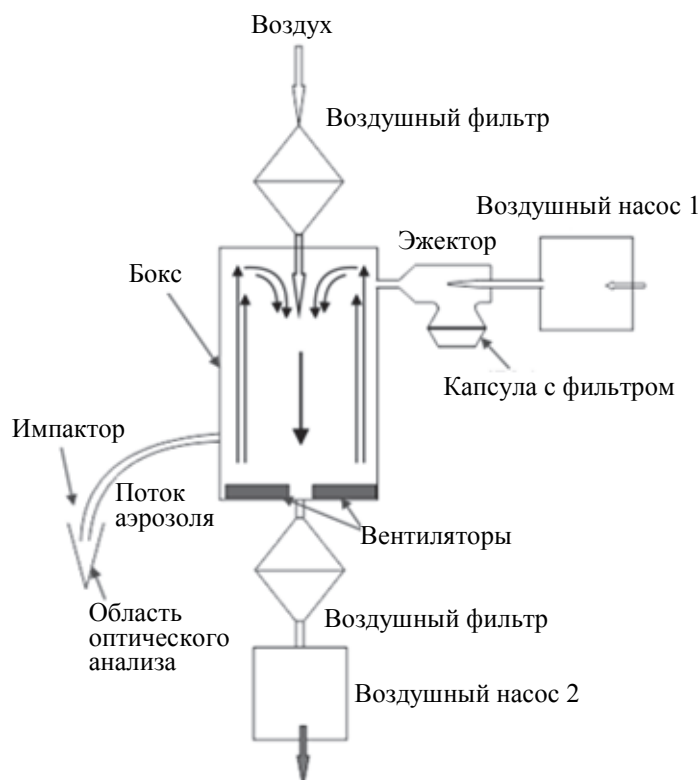 Воздух
Воздушный фильтр
Воздушный насос 1
Эжектор
Бокс
Капсула с фильтром
Импактор
Поток
аэрозоля
Вентиляторы
Область
оптического
анализа
Воздушный фильтр
Воздушный насос 2